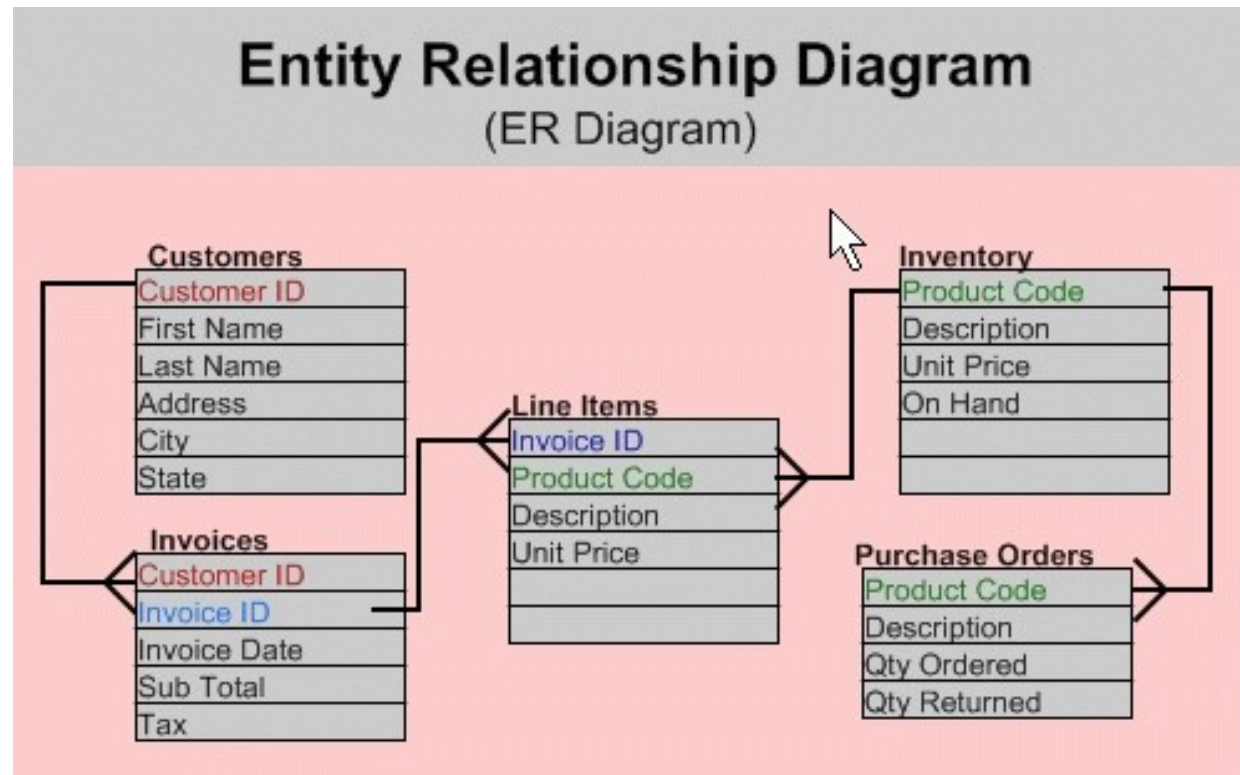 Entity Relationship Diagram
(ER Diagram)
Customers
Customer ID
First Name
Last Name
Address
City
State
Invoices
Customer ID
Invoice ID
Invoice Date
Sub Total
Tax
Line Items
Invoice ID
Product Code
Description
Unit Price
Inventory
Product Code
Description
Unit Price
On Hand
Purchase Orders
Product Code
Description
Qty Ordered
Qty Returned